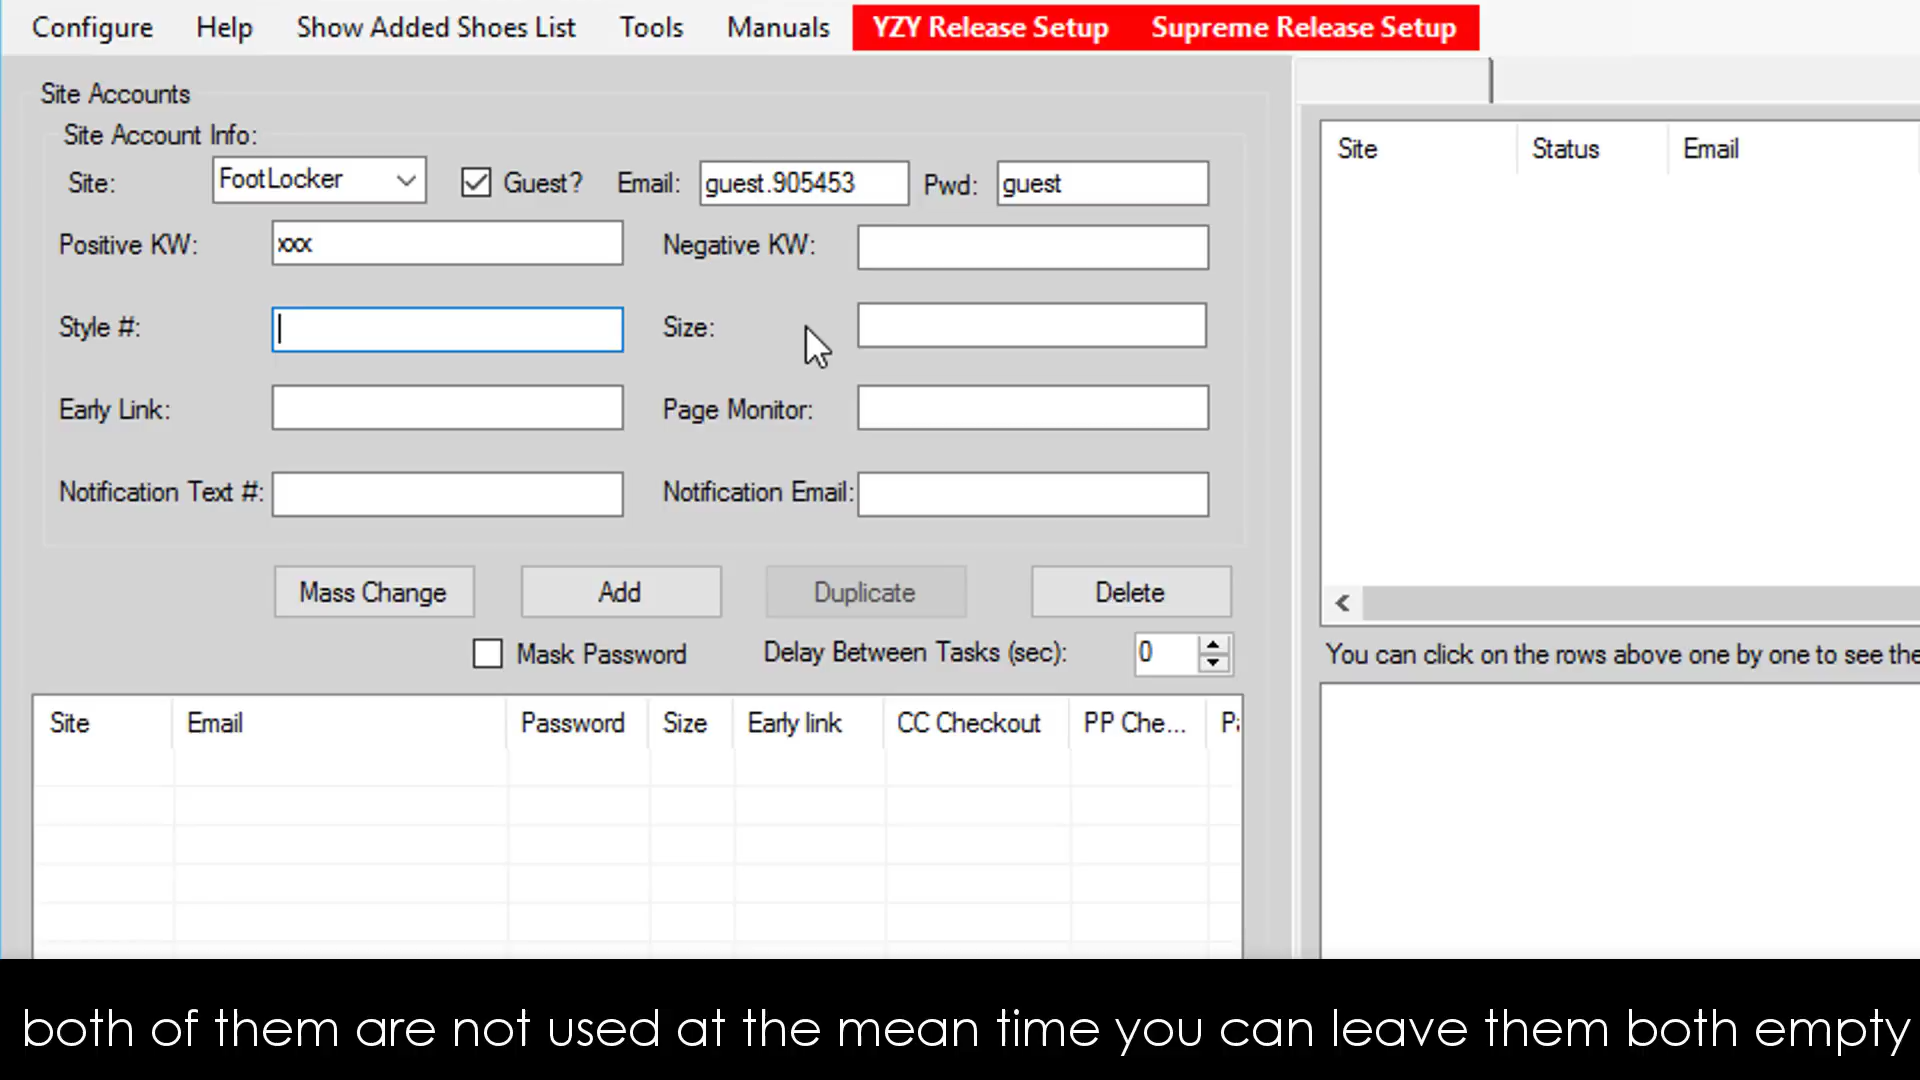 Configure Help Show Added Shoes List Tools Manuals YZY Release Setup Supreme Release Setup
Site Accounts
Site Account Info:
Site: FootLocker Guest? Email: guest.905453 Pwd: guest
Positive KW: xxx Negative KW:
Style #: Size:
Early Link: Page Monitor:
Notification Text #: Notification Email:
Mass Change Add Duplicate Delete
Mask Password Delay Between Tasks (sec): 0
Site Email Password Size Early link CC Checkout PP Che...
Site Status Email
You can click on the rows above one by one to see the
both of them are not used at the mean time you can leave them both empty